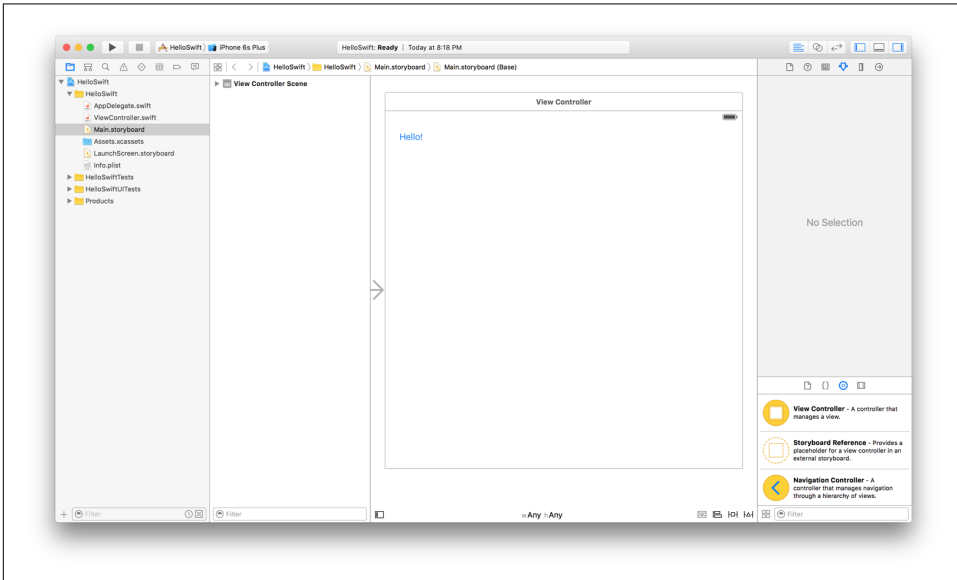 HelloSwift
iPhone 6s Plus
HelloSwift: Ready | Today at 8:18 PM
HelloSwift
HelloSwift
AppDelegate.swift
ViewController.swift
Main.storyboard
Assets.xcassets
LaunchScreen.storyboard
Info.plist
HelloSwiftTests
HelloSwiftUITests
Products
Filter
HelloSwift
HelloSwift
Main.storyboard
Main.storyboard (Base)
View Controller Scene
Filter
View Controller
Hello!
wAny hAny
No Selection
View Controller - A controller that
manages a view.
Storyboard Reference - Provides a
placeholder for a view controller in an
external storyboard.
Navigation Controller - A
controller that manages navigation
through a hierarchy of views.
Filter